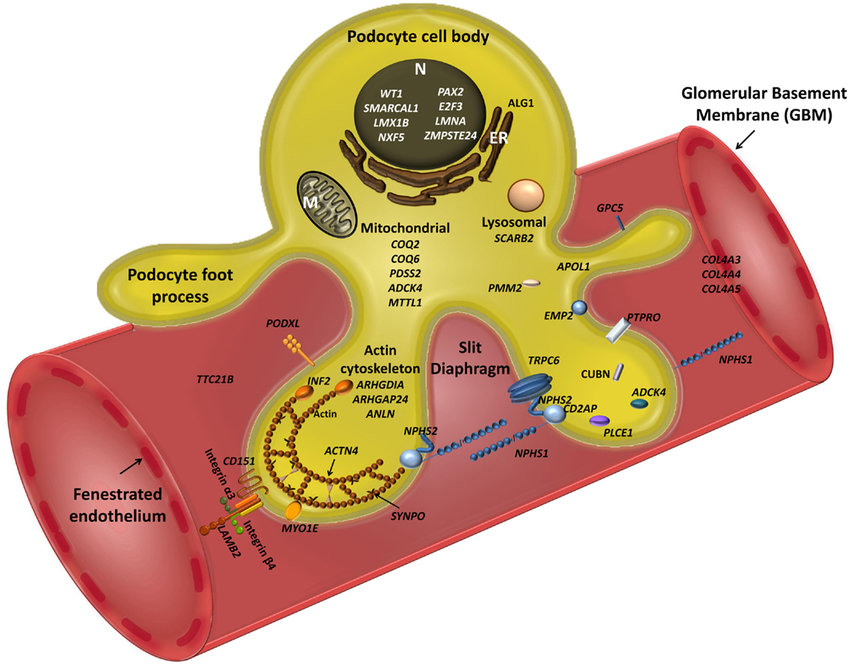 Podocyte cell body
N
WT1
SMARCAL1
LMX1B
NXF5
PAX2
E2F3
LMNA
ZMPSTE24
ALG1
ER
M
Glomerular Basement
Membrane (GBM)
Mitochondrial
COQ2
COQ6
PDSS2
ADCK4
MTTL1
Lysosomal
SCARB2
GPC5
COL4A3
COL4A4
COL4A5
Podocyte foot
process
APOL1
PMM2
EMP2
PTPRO
PODXL
TTC21B
Actin
cytoskeleton
ARHGDIA
ARHGAP24
ANLN
INF2
Actin
Slit
Diaphragm
TRPC6
CUBN
NPHS1
NPHS2
CD2AP
ADCK4
PLCE1
NPHS2
NPHS1
ACTN4
CD151
Integrin α3
LAMB2
Integrin β4
MYO1E
SYNPO
Fenestrated
endothelium